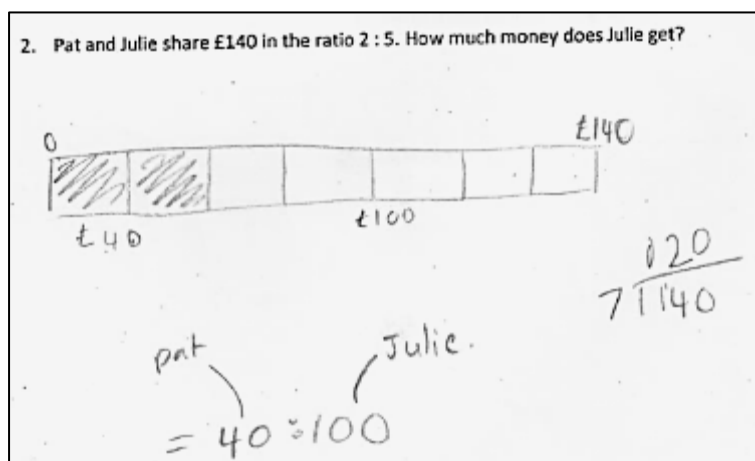 2. Pat and Julie share £140 in the ratio 2 : 5. How much money does Julie get?
0 £140
£40 £100
020
7 1140
pat Julie.
= 40 : 100